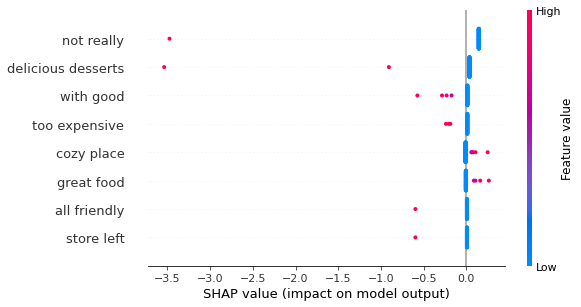 High
not really
delicious desserts
with good
too expensive
cozy place
great food
all friendly
store left
Feature value
Low
−3.5 −3.0 −2.5 −2.0 −1.5 −1.0 −0.5 0.0
SHAP value (impact on model output)